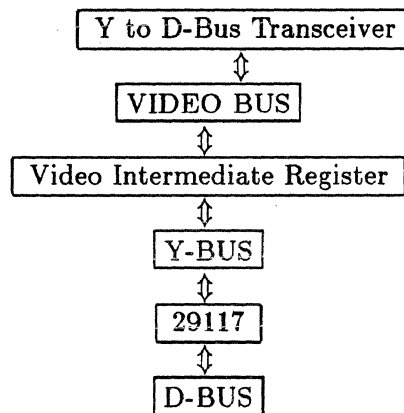 Y to D-Bus Transceiver
VIDEO BUS
Video Intermediate Register
Y-BUS
29117
D-BUS